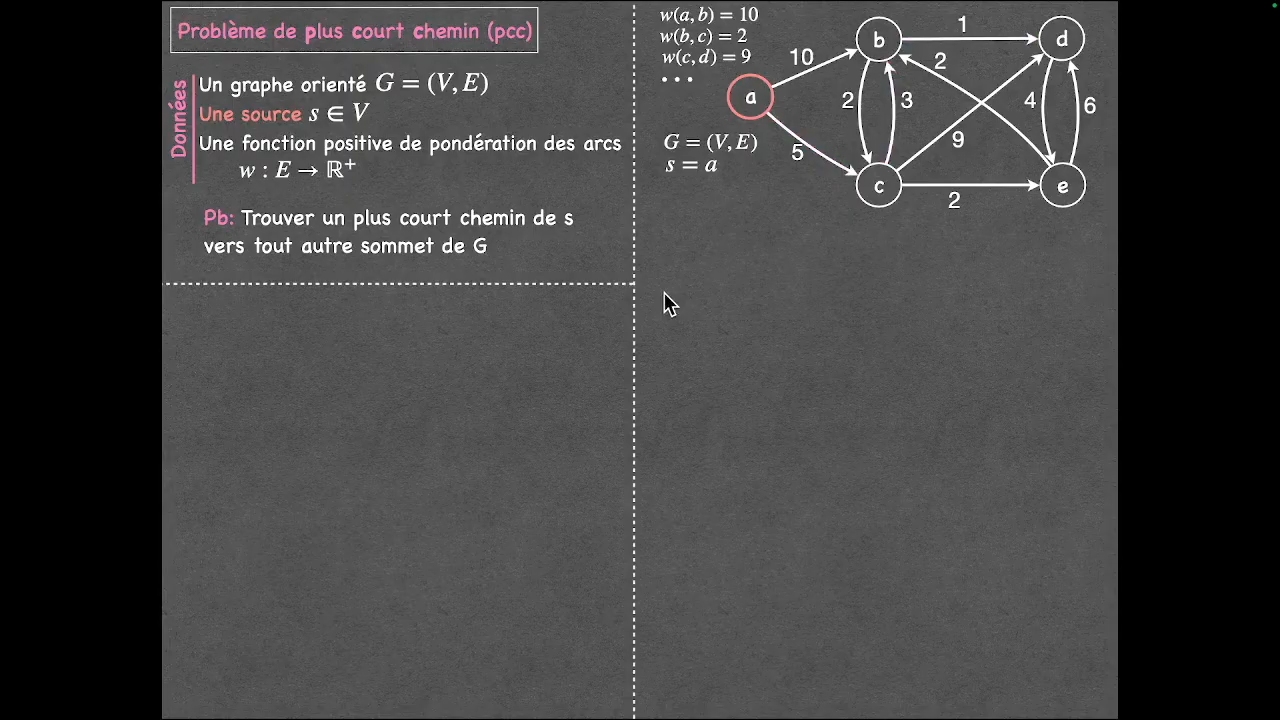 Problème de plus court chemin (pcc)
Données
Un graphe orienté G = (V, E)
Une source s ∈ V
Une fonction positive de pondération des arcs
w : E → ℝ⁺
Pb: Trouver un plus court chemin de s
vers tout autre sommet de G
w(a, b) = 10
w(b, c) = 2
w(c, d) = 9
...
G = (V, E)
s = a
a
b
c
d
e
10
5
1
2
2
3
9
4
6
2